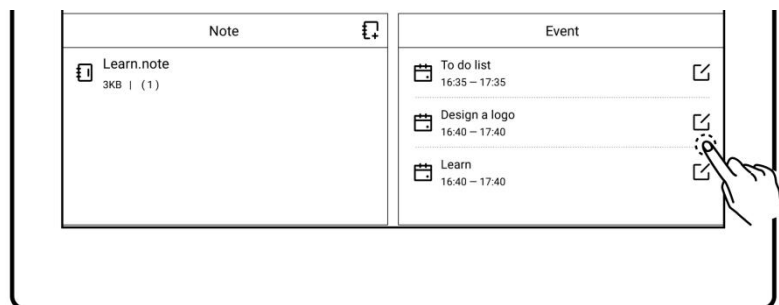 Note
Learn.note
3KB | (1)
Event
To do list
16:35 — 17:35
Design a logo
16:40 — 17:40
Learn
16:40 — 17:40